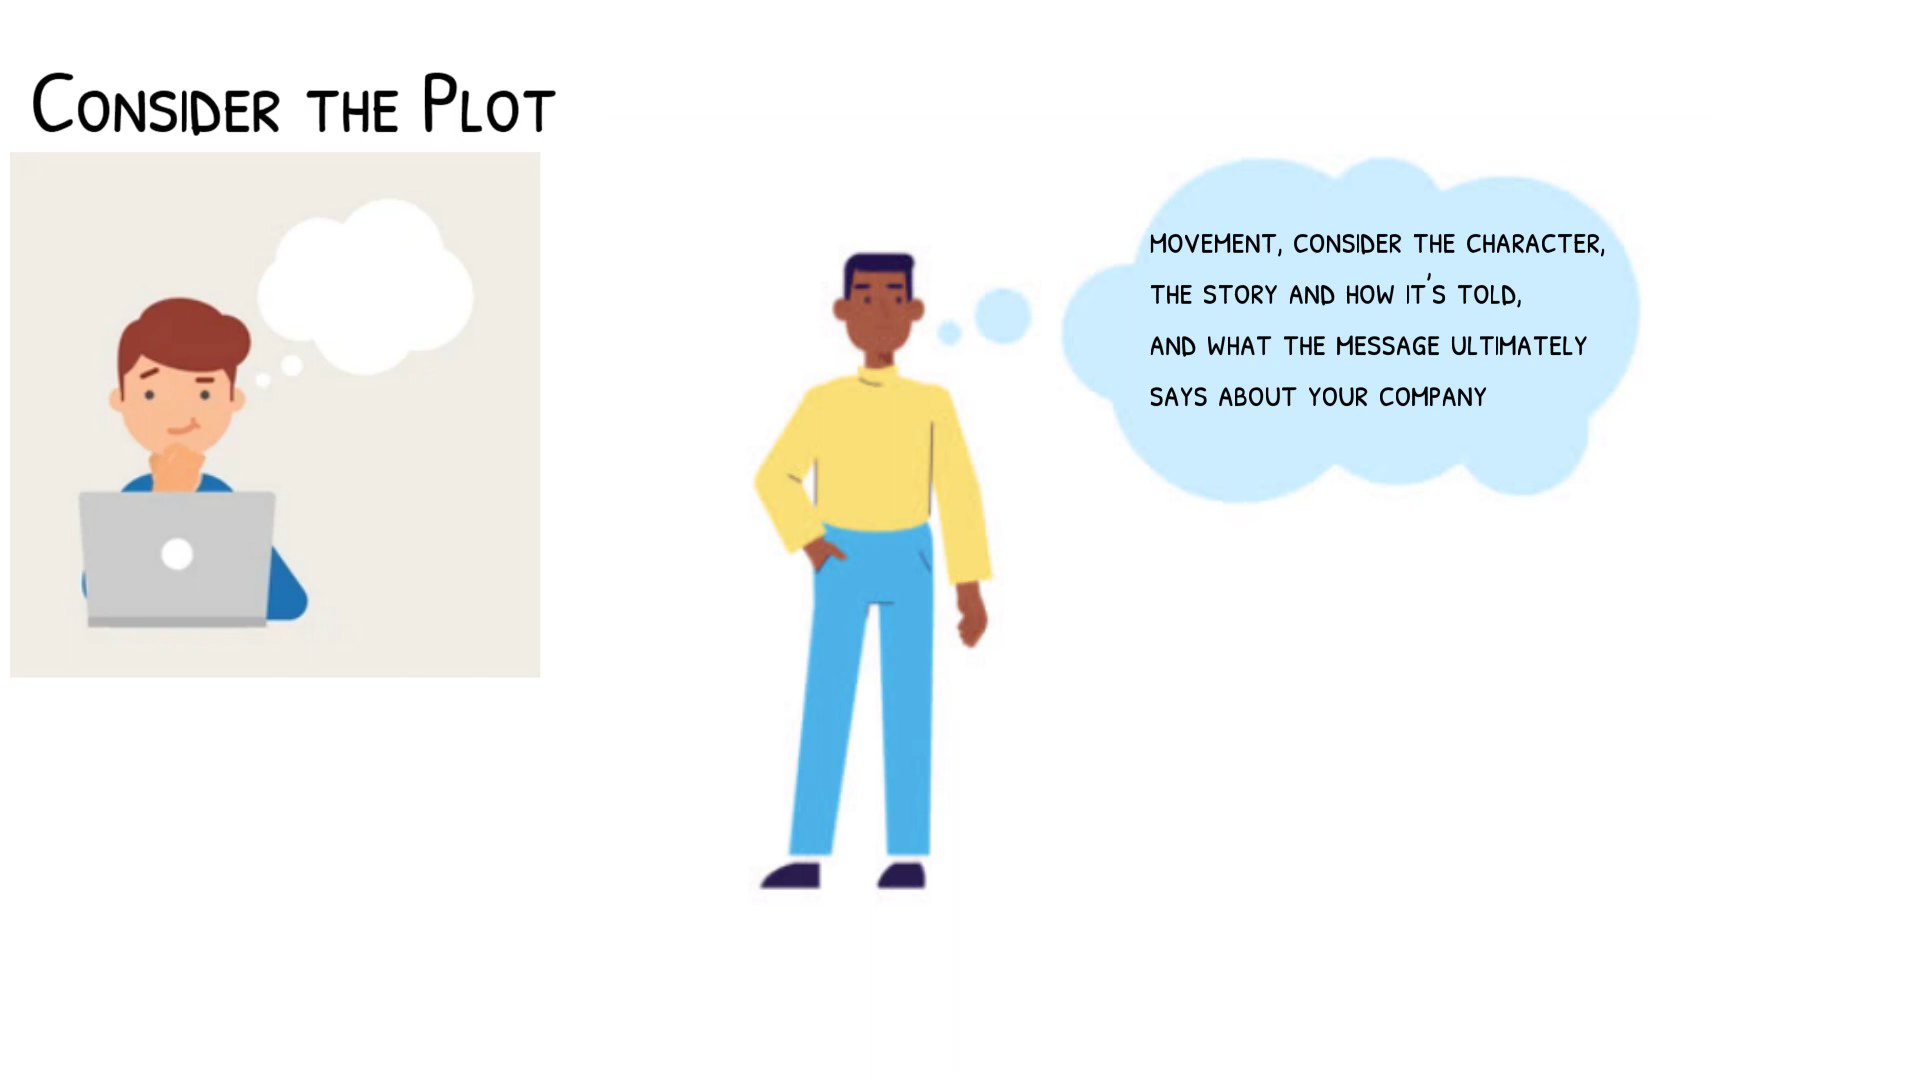 Consider the Plot
movement, consider the character,
the story and how it's told,
and what the message ultimately
says about your company